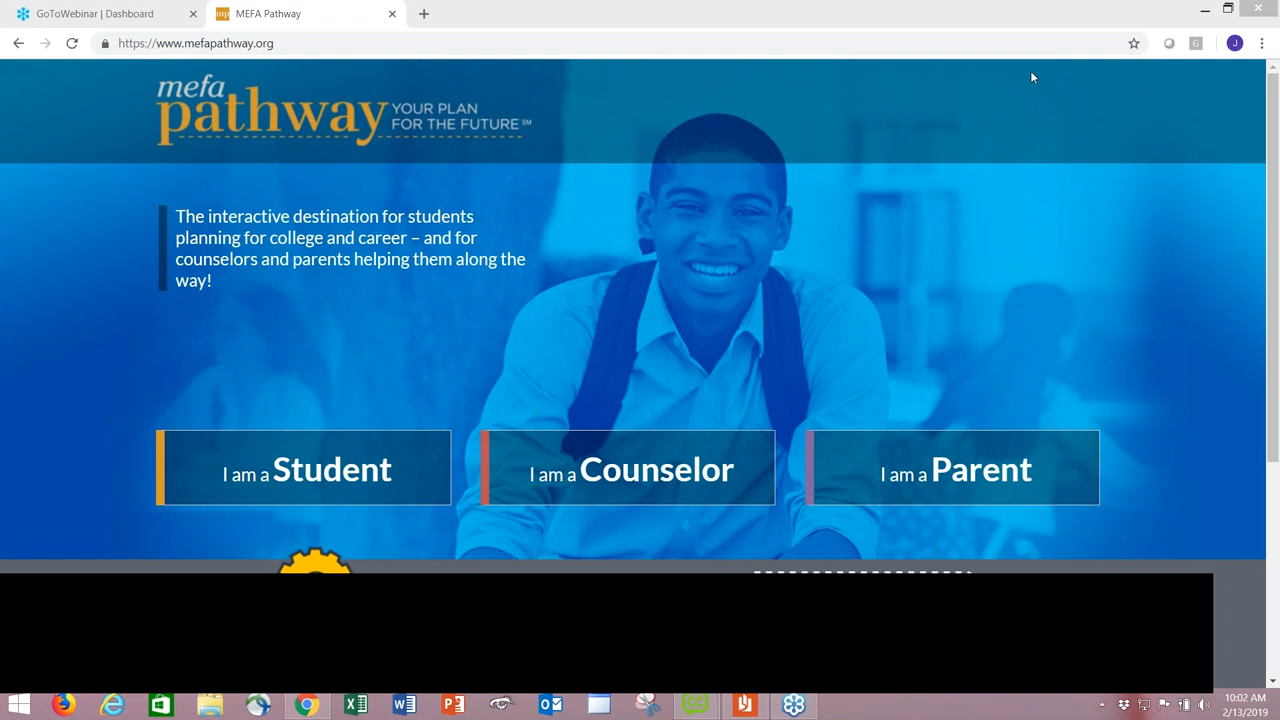 GoToWebinar | Dashboard
MEFA Pathway
https://www.mefapathway.org
G
J
mefa
pathway
YOUR PLAN
FOR THE FUTURE℠
The interactive destination for students
planning for college and career – and for
counselors and parents helping them along the
way!
I am a Student
I am a Counselor
I am a Parent
10:02 AM
2/13/2019